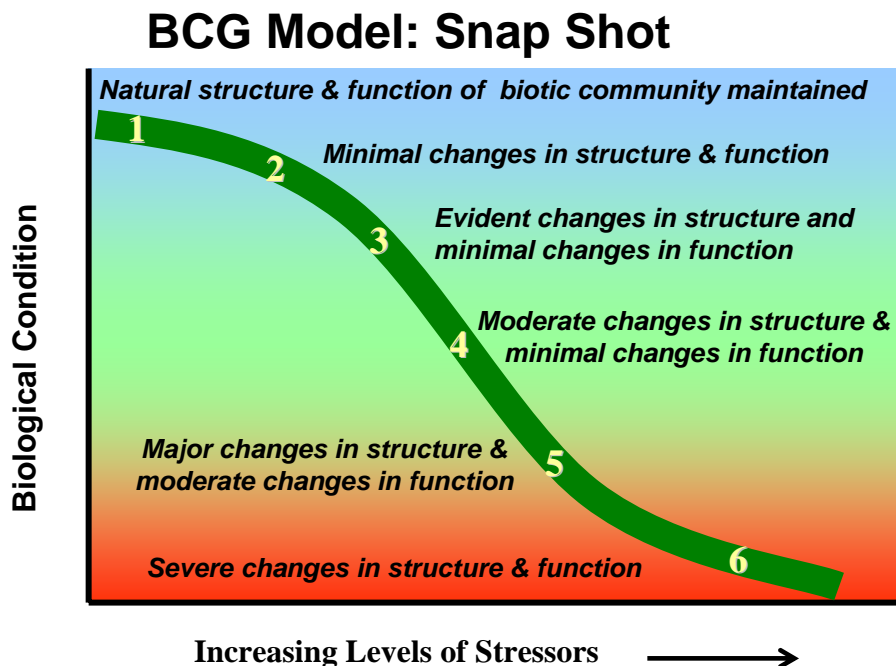 BCG Model: Snap Shot
Natural structure & function of biotic community maintained
1
2
Minimal changes in structure & function
3
Evident changes in structure and
minimal changes in function
4
Moderate changes in structure &
minimal changes in function
Major changes in structure &
moderate changes in function
5
6
Severe changes in structure & function
Biological Condition
Increasing Levels of Stressors